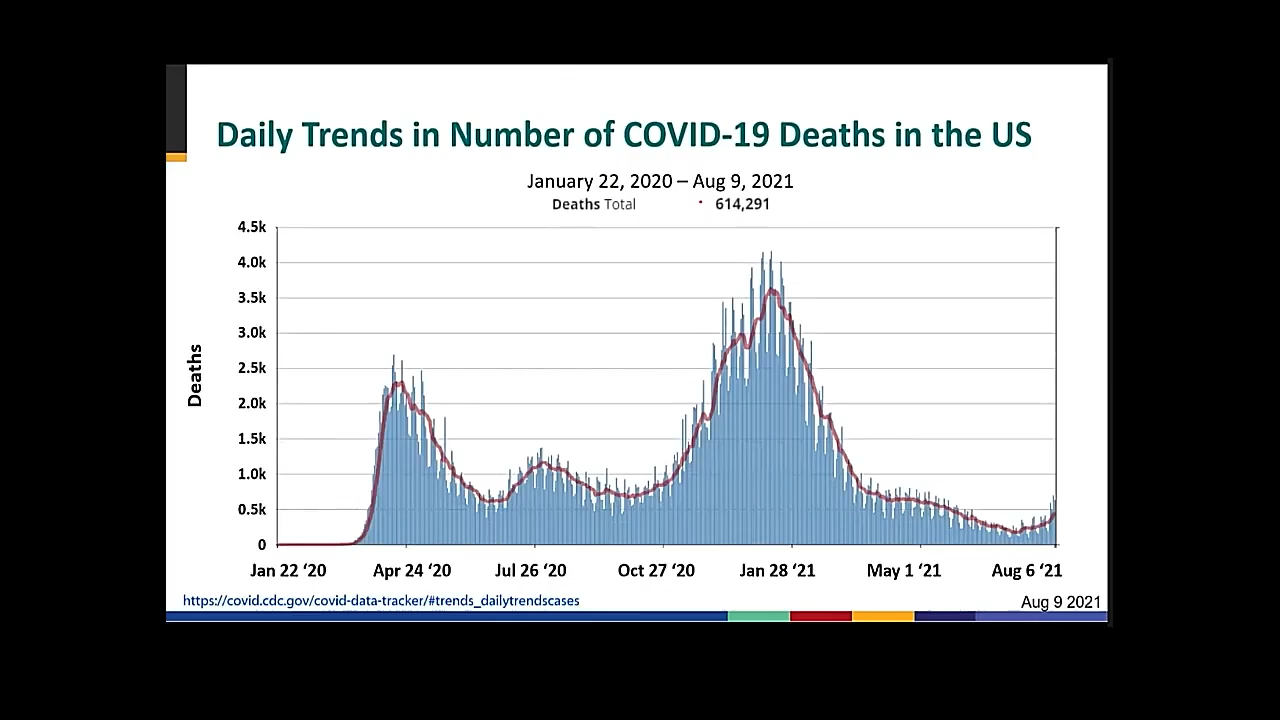 Daily Trends in Number of COVID-19 Deaths in the US
January 22, 2020 – Aug 9, 2021
Deaths Total 614,291
4.5k
4.0k
3.5k
3.0k
2.5k
2.0k
1.5k
1.0k
0.5k
0
Deaths
Jan 22 '20 Apr 24 '20 Jul 26 '20 Oct 27 '20 Jan 28 '21 May 1 '21 Aug 6 '21
https://covid.cdc.gov/covid-data-tracker/#trends_dailytrendscases
Aug 9 2021